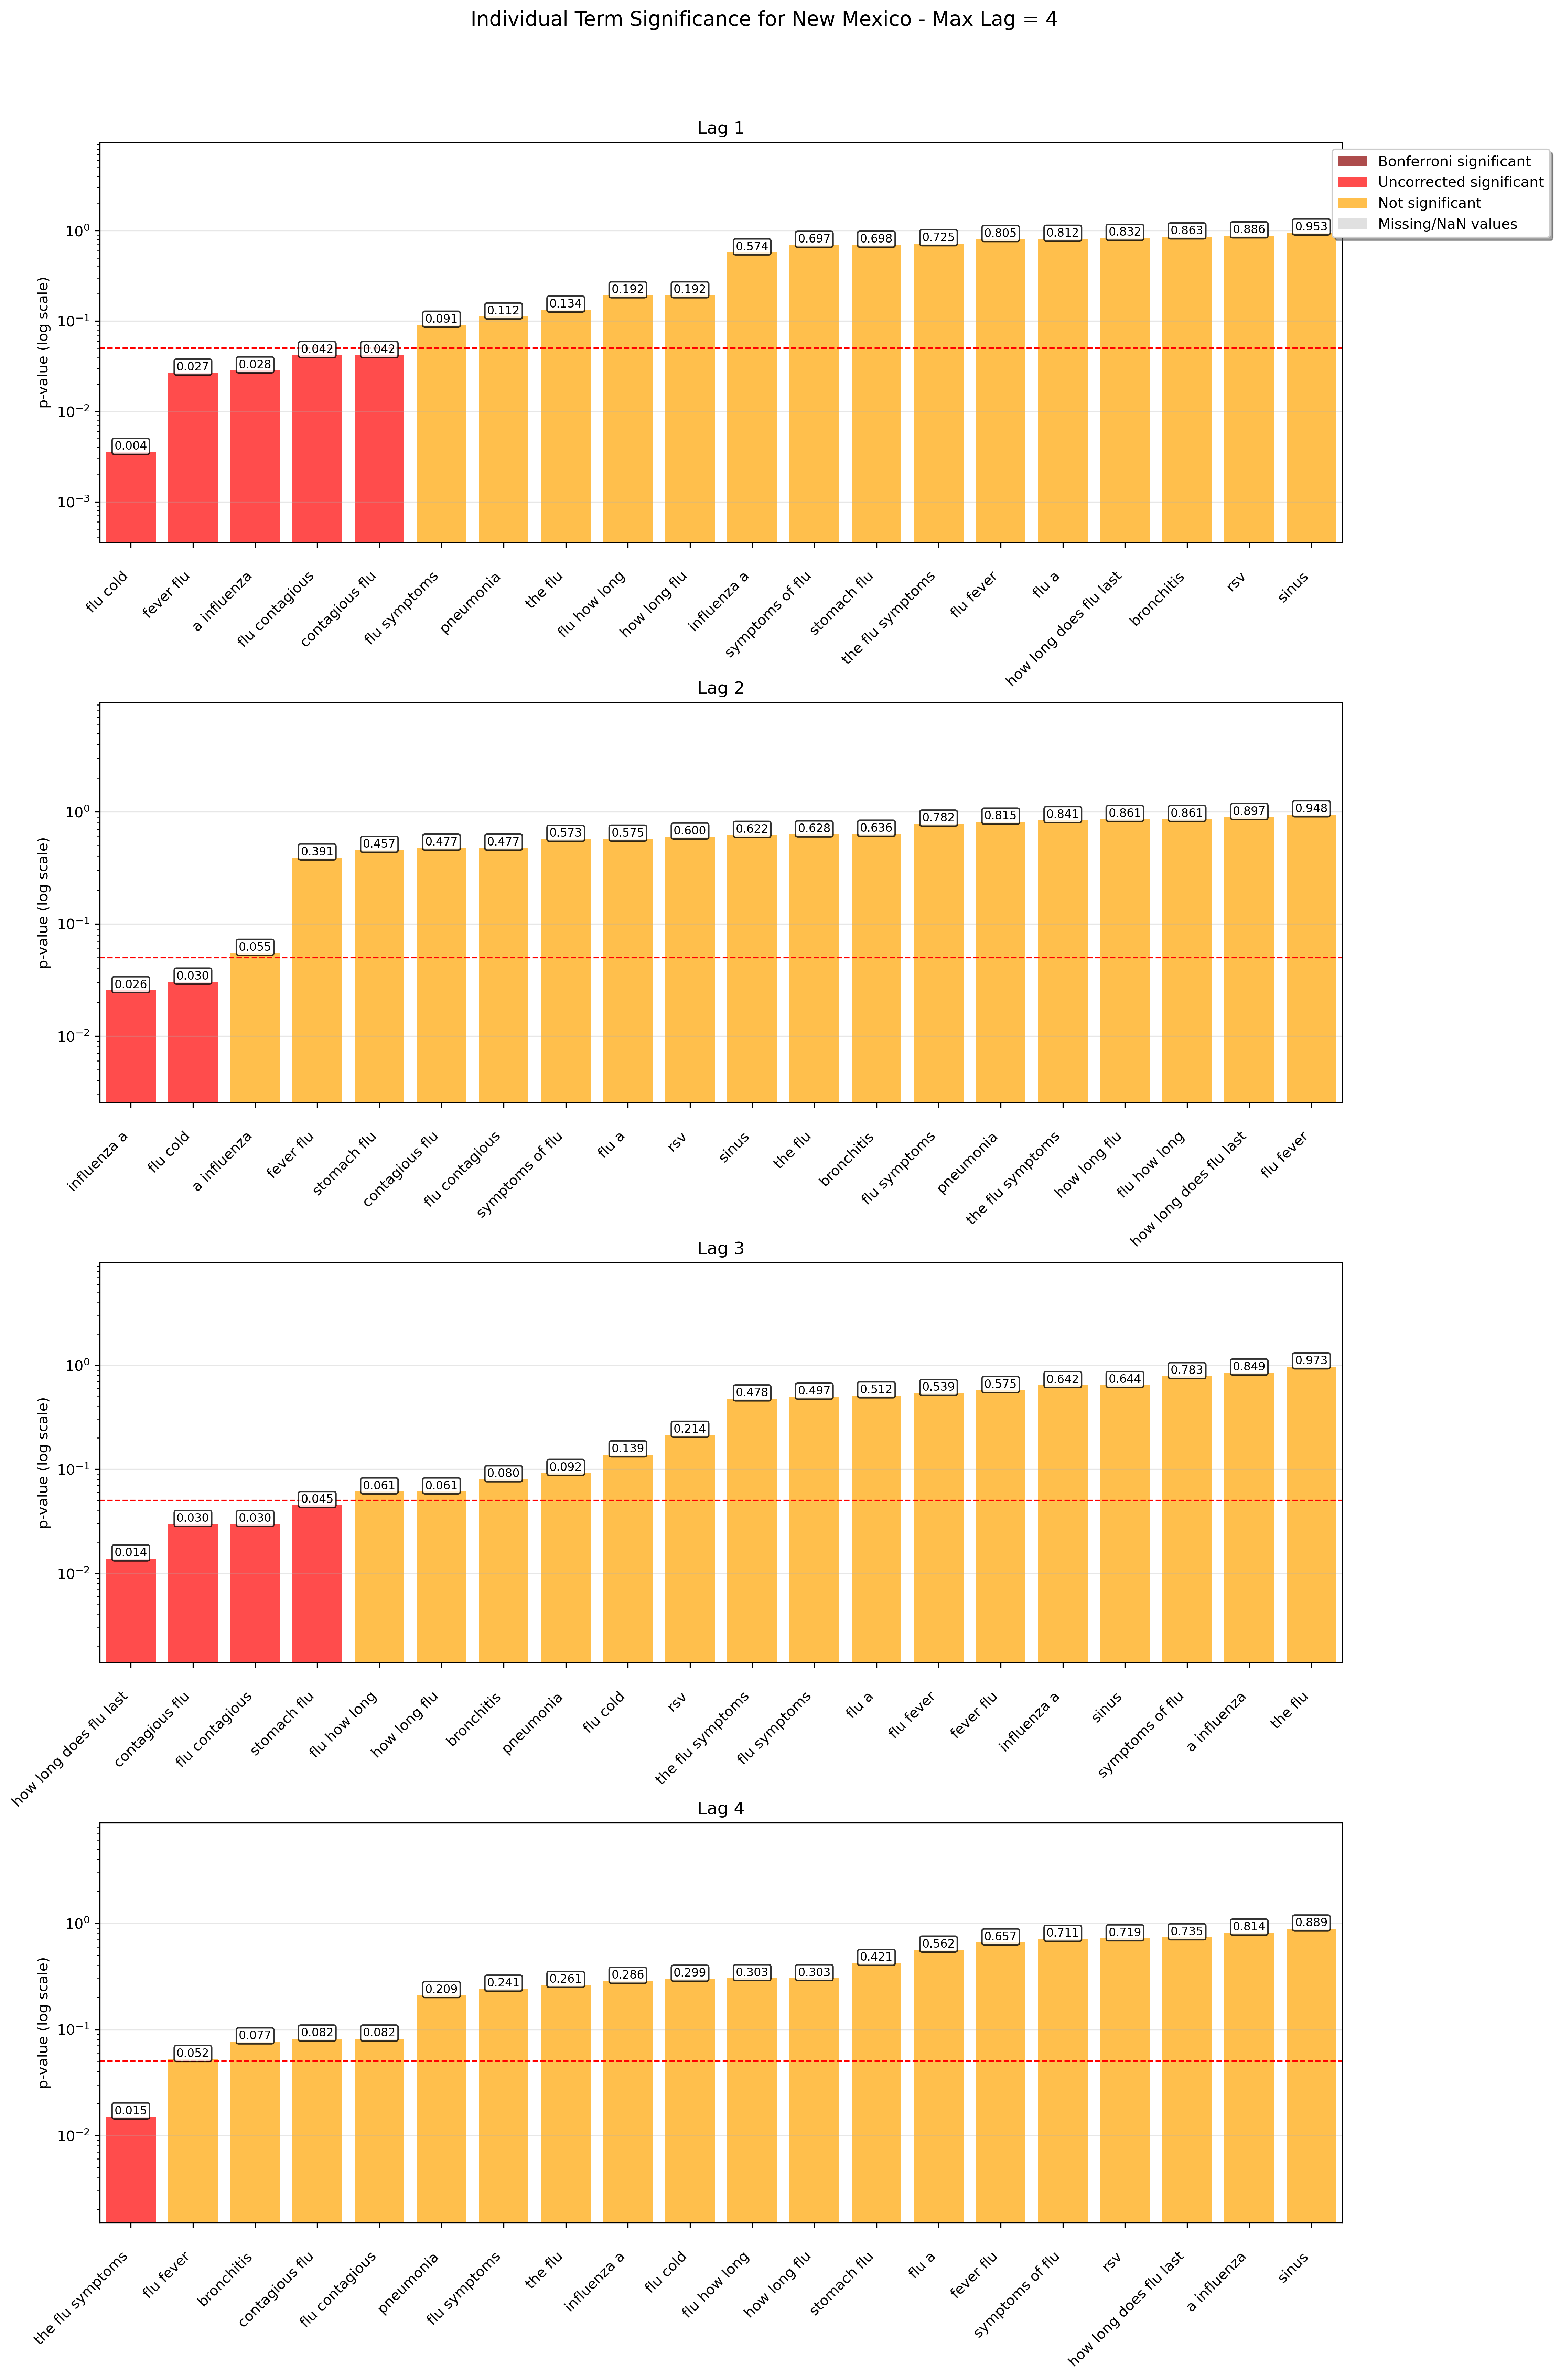 Individual Term Significance for New Mexico - Max Lag = 4
Lag 1
Bonferroni significant
Uncorrected significant
Not significant
Missing/NaN values
p-value (log scale)
10⁰
10⁻¹
10⁻²
10⁻³
0.004 0.027 0.028 0.042 0.042 0.091 0.112 0.134 0.192 0.192 0.574 0.697 0.698 0.725 0.805 0.812 0.832 0.863 0.886 0.953
flu cold
fever flu
a influenza
flu contagious
contagious flu
flu symptoms
pneumonia
the flu
flu how long
how long flu
influenza a
symptoms of flu
stomach flu
the flu symptoms
flu fever
flu a
how long does flu last
bronchitis
rsv
sinus
Lag 2
p-value (log scale)
10⁰
10⁻¹
10⁻²
0.026 0.030 0.055 0.391 0.457 0.477 0.477 0.573 0.575 0.600 0.622 0.628 0.636 0.782 0.815 0.841 0.861 0.861 0.897 0.948
influenza a
flu cold
a influenza
fever flu
stomach flu
contagious flu
flu contagious
symptoms of flu
flu a
rsv
sinus
the flu
bronchitis
flu symptoms
pneumonia
the flu symptoms
how long flu
flu how long
how long does flu last
flu fever
Lag 3
p-value (log scale)
10⁰
10⁻¹
10⁻²
0.014 0.030 0.030 0.045 0.061 0.061 0.080 0.092 0.139 0.214 0.478 0.497 0.512 0.539 0.575 0.642 0.644 0.783 0.849 0.973
how long does flu last
contagious flu
flu contagious
stomach flu
flu how long
how long flu
bronchitis
pneumonia
flu cold
rsv
the flu symptoms
flu symptoms
flu a
flu fever
fever flu
influenza a
sinus
symptoms of flu
a influenza
the flu
Lag 4
p-value (log scale)
10⁰
10⁻¹
10⁻²
0.015 0.052 0.077 0.082 0.082 0.209 0.241 0.261 0.286 0.299 0.303 0.303 0.421 0.562 0.657 0.711 0.719 0.735 0.814 0.889
the flu symptoms
flu fever
bronchitis
contagious flu
flu contagious
pneumonia
flu symptoms
the flu
influenza a
flu cold
flu how long
how long flu
stomach flu
flu a
fever flu
symptoms of flu
rsv
how long does flu last
a influenza
sinus